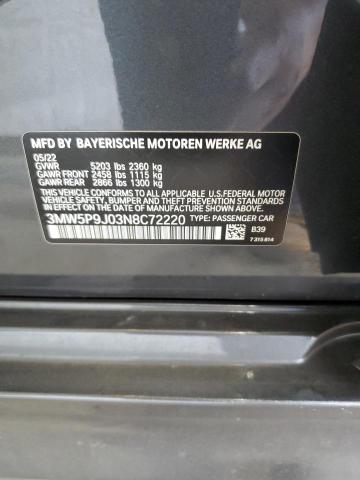 MFD BY BAYERISCHE MOTOREN WERKE AG
05/22
GVWR 5203 lbs 2360 kg
GAWR FRONT 2458 lbs 1115 kg
GAWR REAR 2866 lbs 1300 kg
THIS VEHICLE CONFORMS TO ALL APPLICABLE U.S.FEDERAL MOTOR
VEHICLE SAFETY, BUMPER, AND THEFT PREVENTION STANDARDS IN
EFFECT ON THE DATE OF MANUFACTURE SHOWN ABOVE.
3MW5P9J03N8C72220 TYPE: PASSENGER CAR
B39
7 315 814